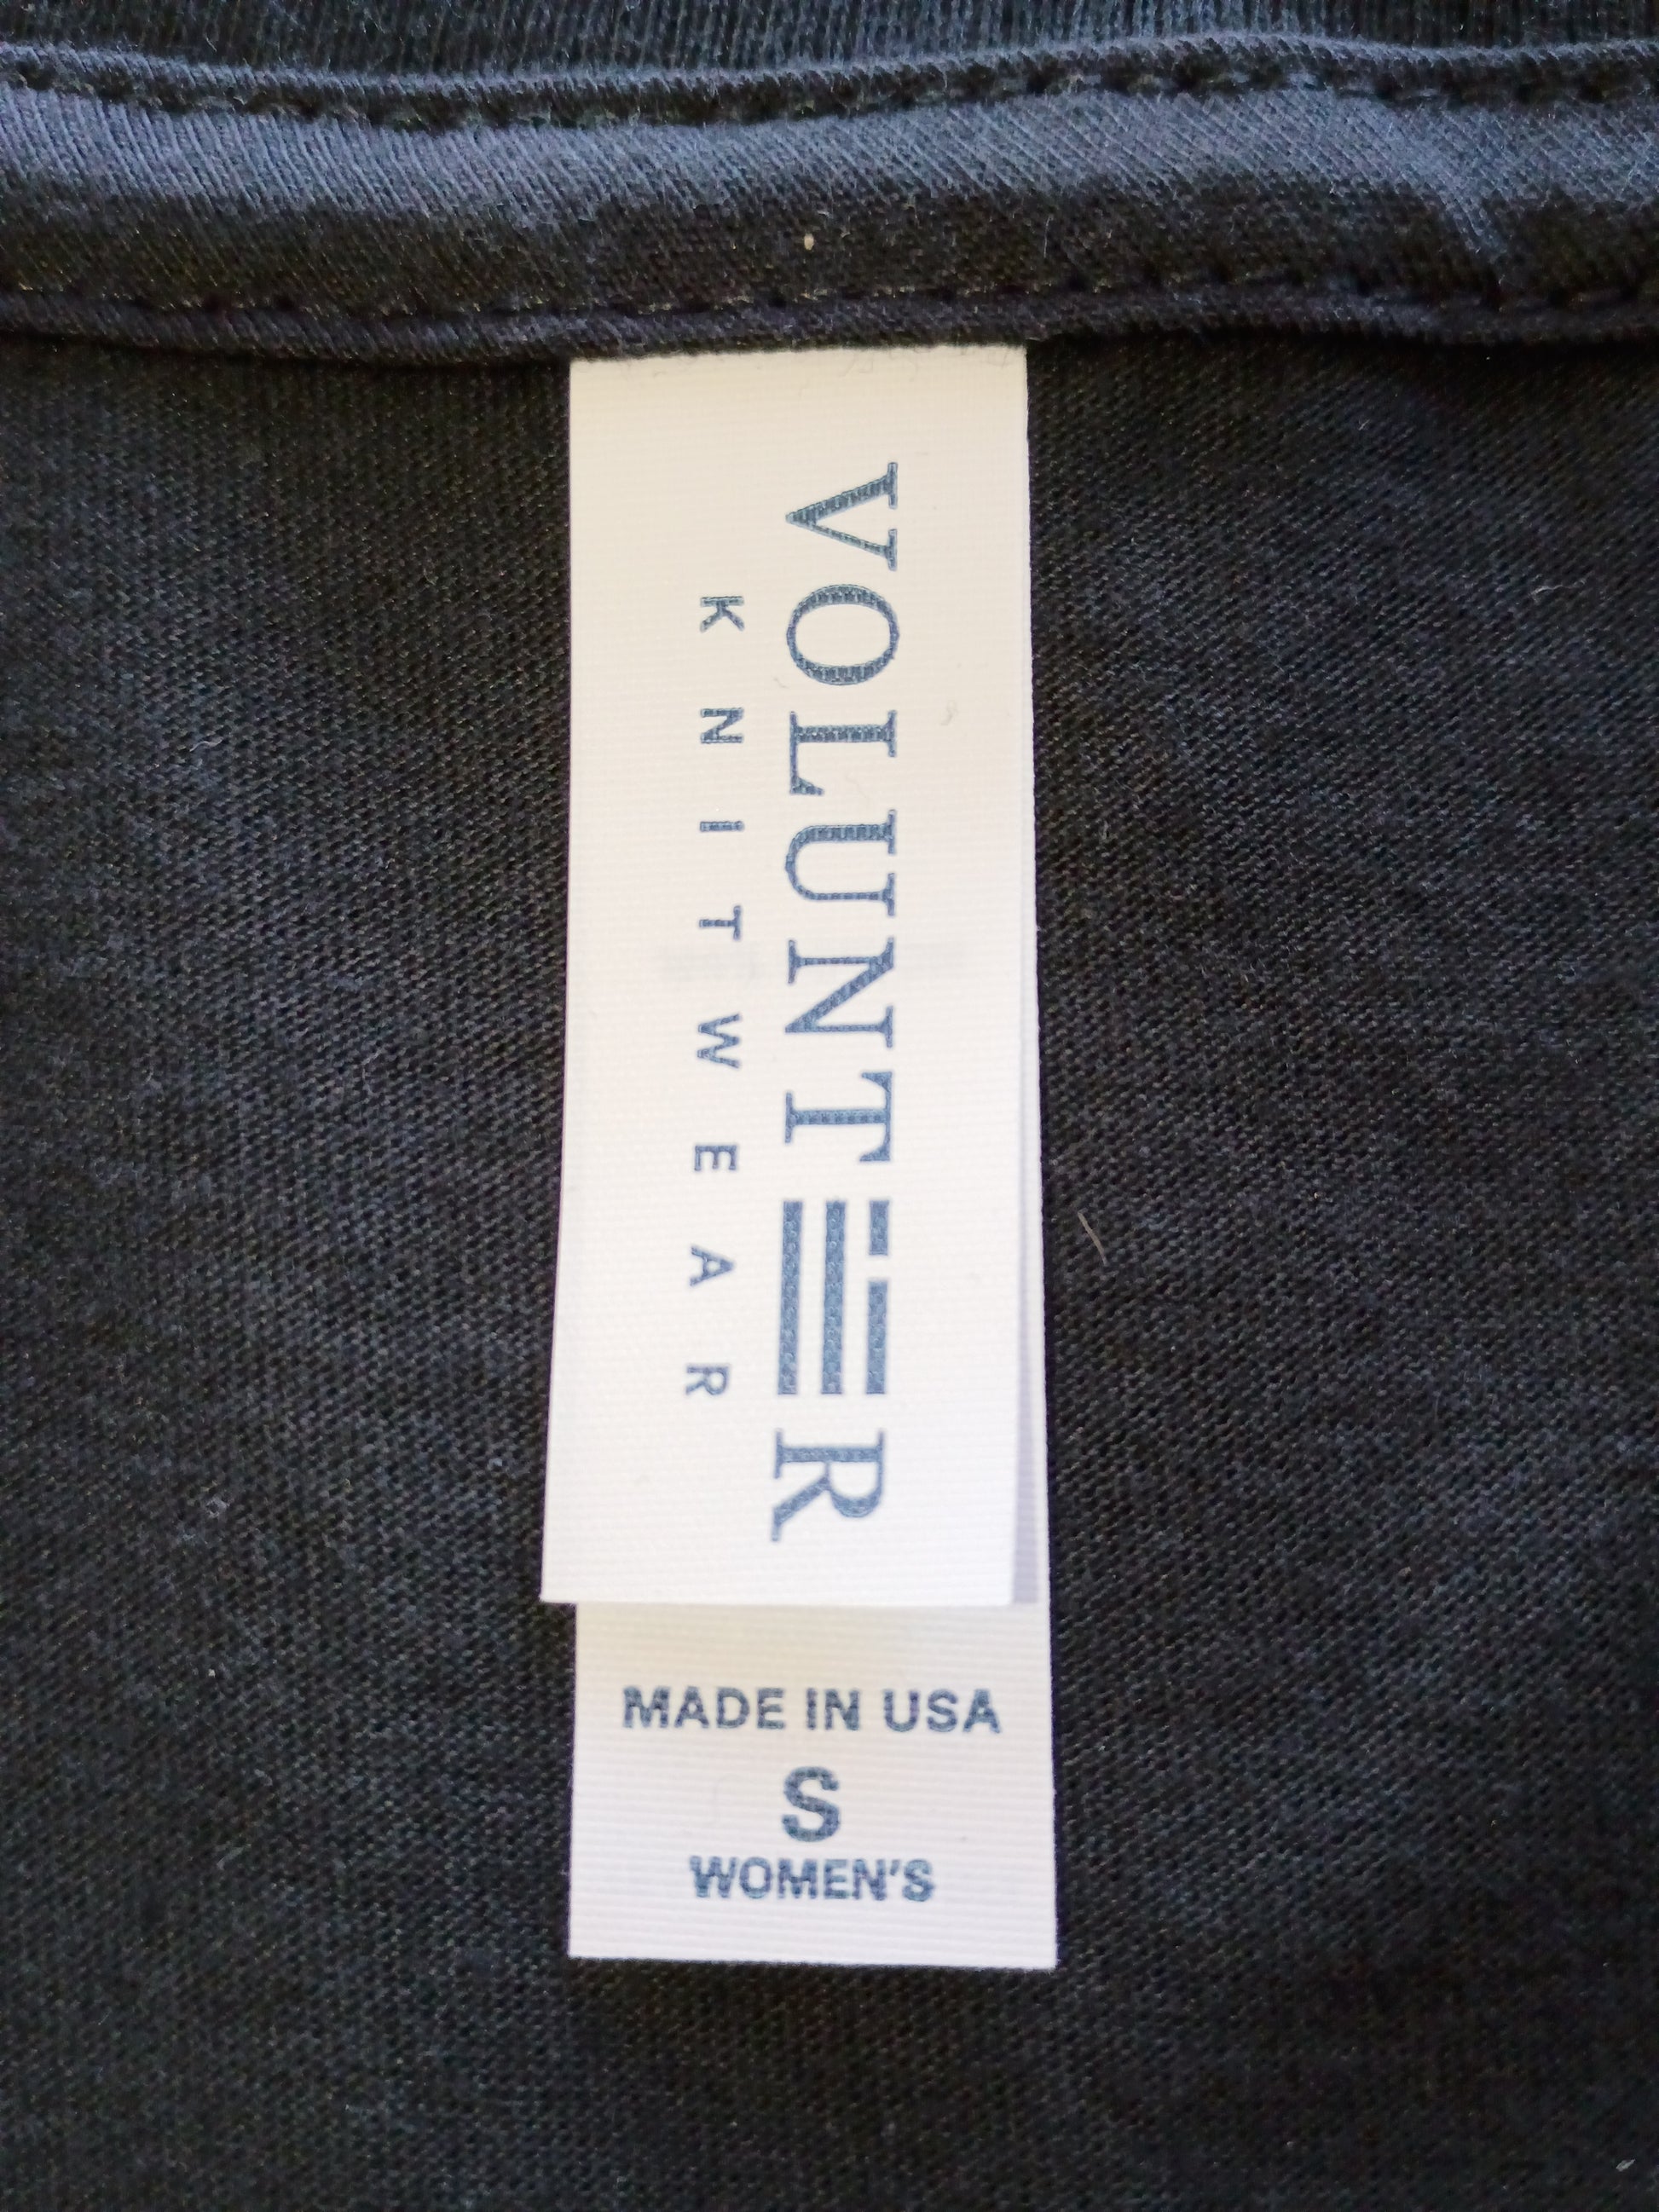 VOLUNTEER
KNITWEAR
MADE IN USA
S
WOMEN'S